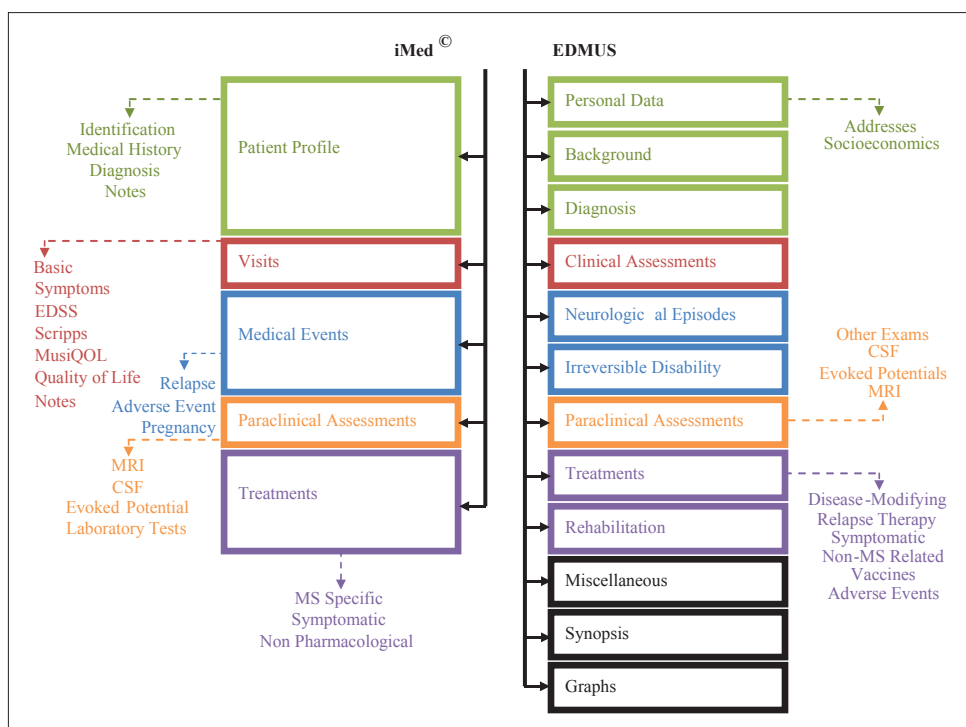 iMed ©
Identification
Medical History
Diagnosis
Notes
Patient Profile
Basic
Symptoms
EDSS
Scripps
MusiQOL
Quality of Life
Notes
Visits
Medical Events
Relapse
Adverse Event
Pregnancy
Paraclinical Assessments
MRI
CSF
Evoked Potential
Laboratory Tests
Treatments
MS Specific
Symptomatic
Non Pharmacological
EDMUS
Personal Data
Addresses
Socioeconomics
Background
Diagnosis
Clinical Assessments
Neurologic al Episodes
Irreversible Disability
Other Exams
CSF
Evoked Potentials
MRI
Paraclinical Assessments
Treatments
Disease-Modifying
Relapse Therapy
Symptomatic
Non-MS Related
Vaccines
Adverse Events
Rehabilitation
Miscellaneous
Synopsis
Graphs